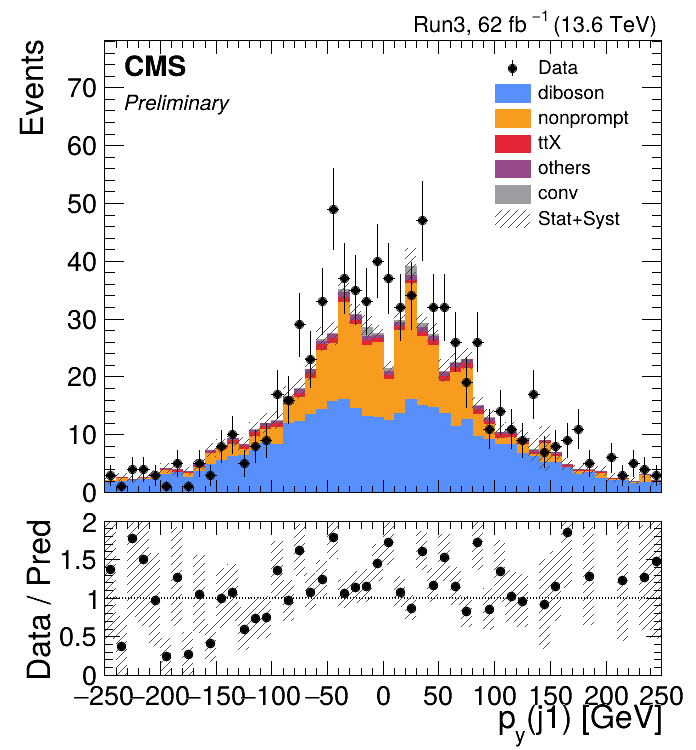 Run3, 62 fb⁻¹ (13.6 TeV)
CMS
Preliminary
Data
diboson
nonprompt
ttX
others
conv
Stat+Syst
Events
70
60
50
40
30
20
10
0
Data / Pred
2
1.5
1
0.5
0
−250 −200 −150 −100 −50 0 50 100 150 200 250
p_y(j1) [GeV]